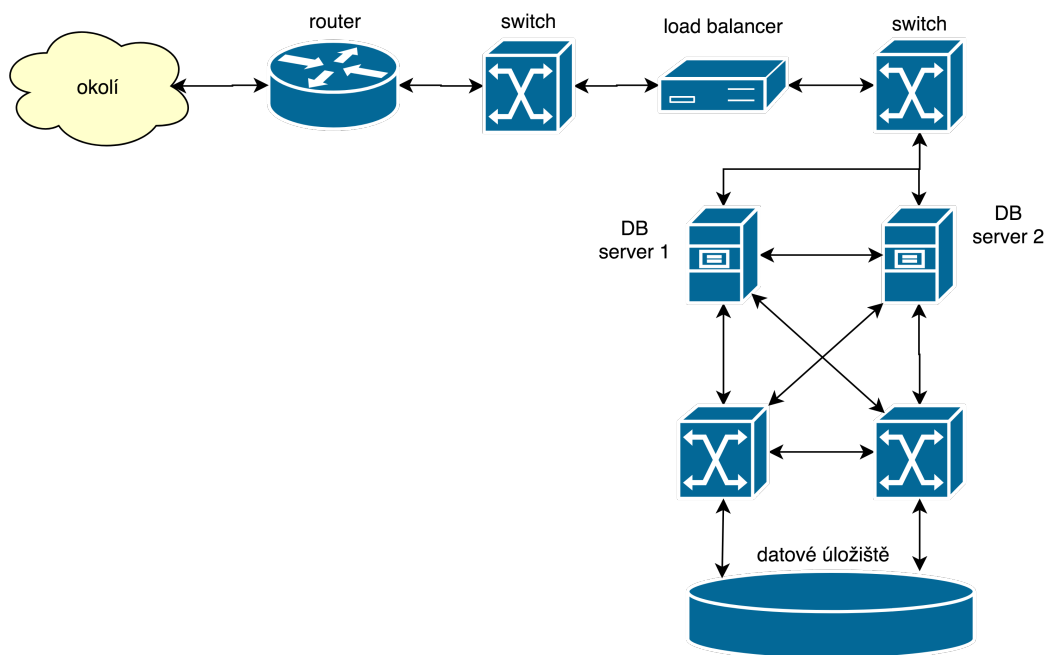 router
switch
load balancer
switch
okolí
DB
server 1
DB
server 2
datové úložiště